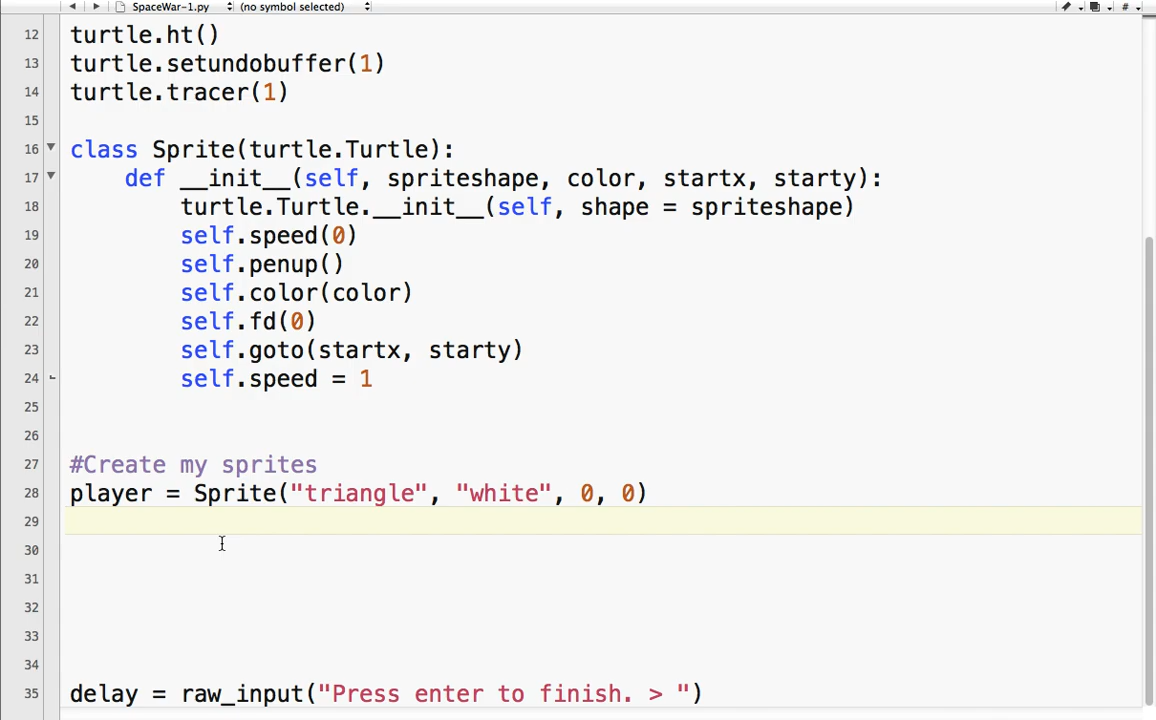 SpaceWar-1.py (no symbol selected) #
12 turtle.ht()
13 turtle.setundobuffer(1)
14 turtle.tracer(1)
15
16 class Sprite(turtle.Turtle):
17 def __init__(self, spriteshape, color, startx, starty):
18 turtle.Turtle.__init__(self, shape = spriteshape)
19 self.speed(0)
20 self.penup()
21 self.color(color)
22 self.fd(0)
23 self.goto(startx, starty)
24 self.speed = 1
25
26
27 #Create my sprites
28 player = Sprite("triangle", "white", 0, 0)
29
30
31
32
33
34
35 delay = raw_input("Press enter to finish. > ")